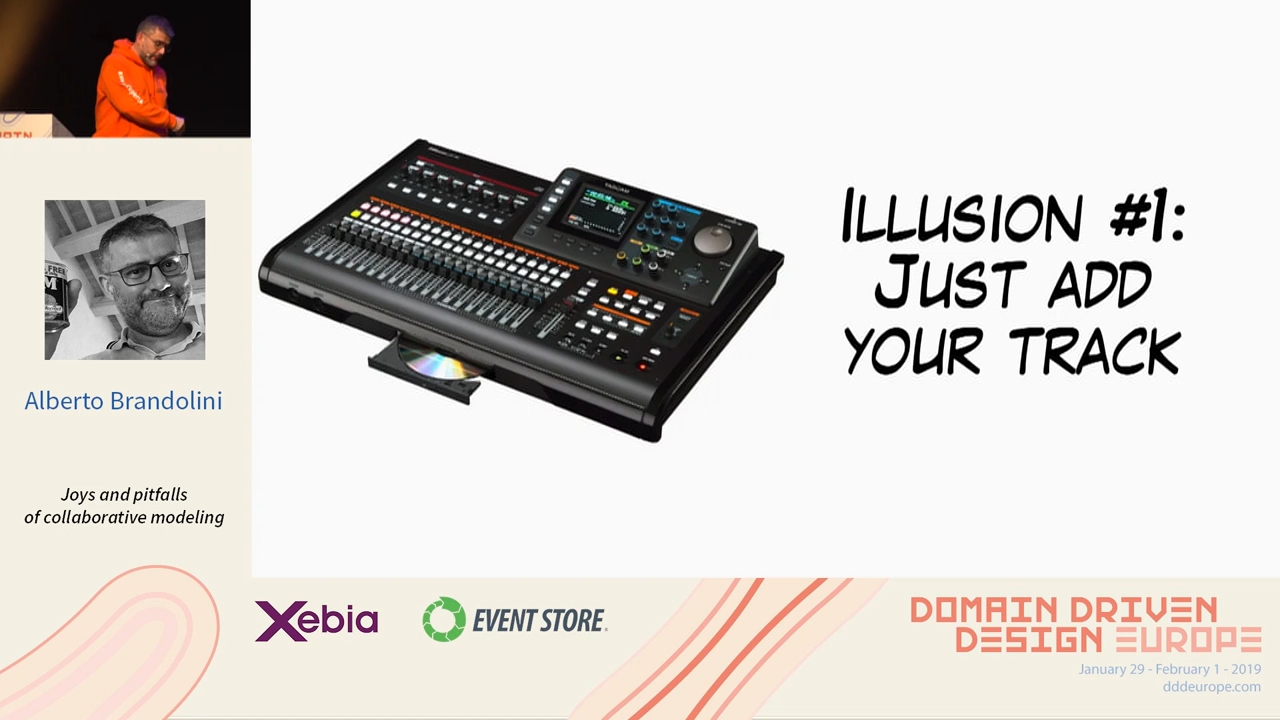 ILLUSION #1:
JUST ADD
YOUR TRACK
Alberto Brandolini
Joys and pitfalls
of collaborative modeling
Xebia
EVENT STORE
DOMAIN DRIVEN
DESIGN EUROPE
January 29 - February 1 - 2019
dddeurope.com
TASCAM